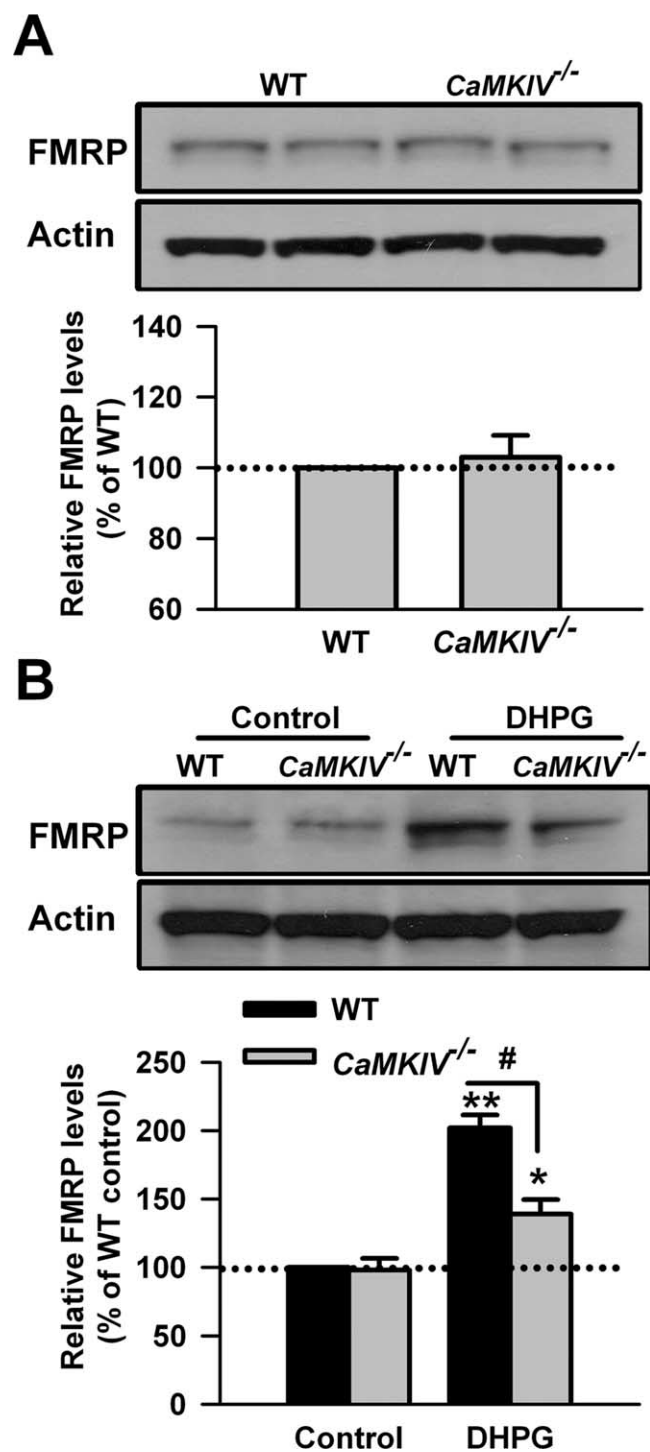 A
WT CaMKIV-/-
FMRP
Actin
Relative FMRP levels
(% of WT)
140
120
100
80
60
WT CaMKIV-/-
B
Control DHPG
WT CaMKIV-/- WT CaMKIV-/-
FMRP
Actin
WT
CaMKIV-/-
Relative FMRP levels
(% of WT control)
250
200
150
100
50
0
#
**
*
Control DHPG